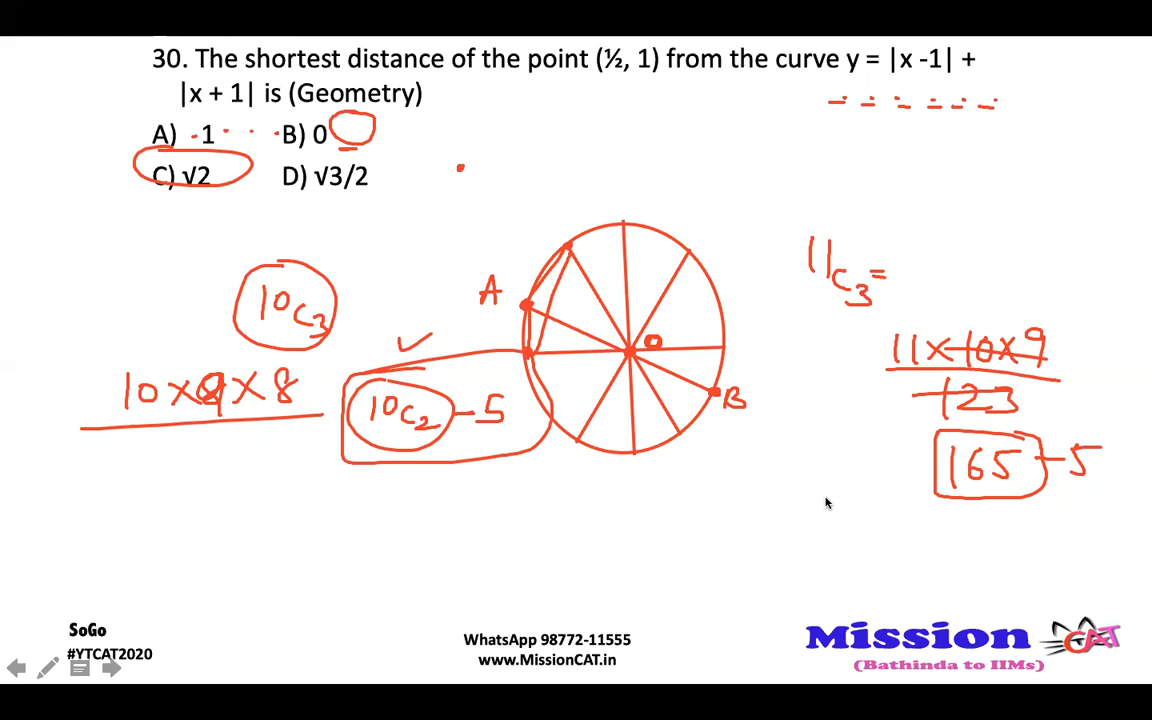 30. The shortest distance of the point (½, 1) from the curve y = |x -1| +
|x + 1| is (Geometry)
A) 1 B) 0
C) √2 D) √3/2
11C3 =
A
10C3
O
11 x 10 x 9
123
10 x 9 x 8
10C2 - 5
B
165 - 5
SoGo
#YTCAT2020
WhatsApp 98772-11555
www.MissionCAT.in
Mission
CAT
(Bathinda to IIMs)